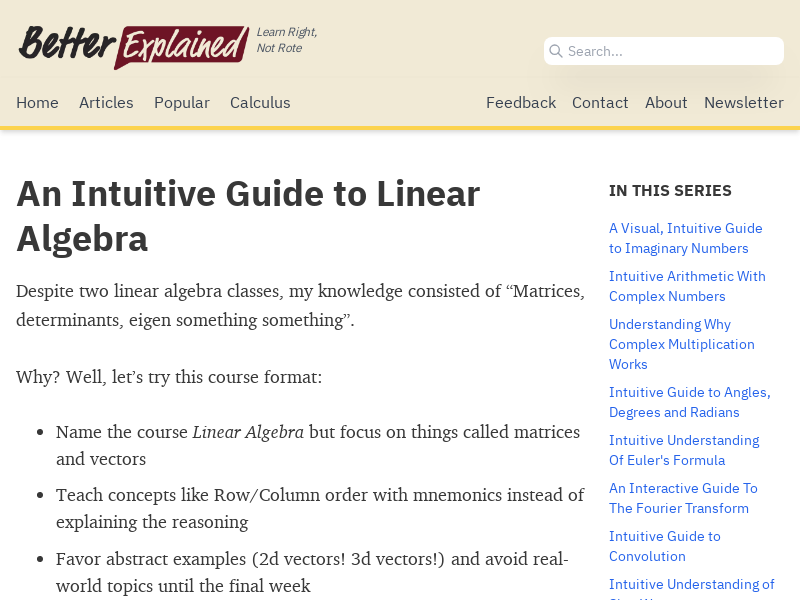 Better Explained
Learn Right,
Not Rote
Search...
Home Articles Popular Calculus
Feedback Contact About Newsletter
An Intuitive Guide to Linear
Algebra
Despite two linear algebra classes, my knowledge consisted of “Matrices,
determinants, eigen something something”.
Why? Well, let’s try this course format:
• Name the course Linear Algebra but focus on things called matrices
and vectors
• Teach concepts like Row/Column order with mnemonics instead of
explaining the reasoning
• Favor abstract examples (2d vectors! 3d vectors!) and avoid real-
world topics until the final week
IN THIS SERIES
A Visual, Intuitive Guide
to Imaginary Numbers
Intuitive Arithmetic With
Complex Numbers
Understanding Why
Complex Multiplication
Works
Intuitive Guide to Angles,
Degrees and Radians
Intuitive Understanding
Of Euler's Formula
An Interactive Guide To
The Fourier Transform
Intuitive Guide to
Convolution
Intuitive Understanding of